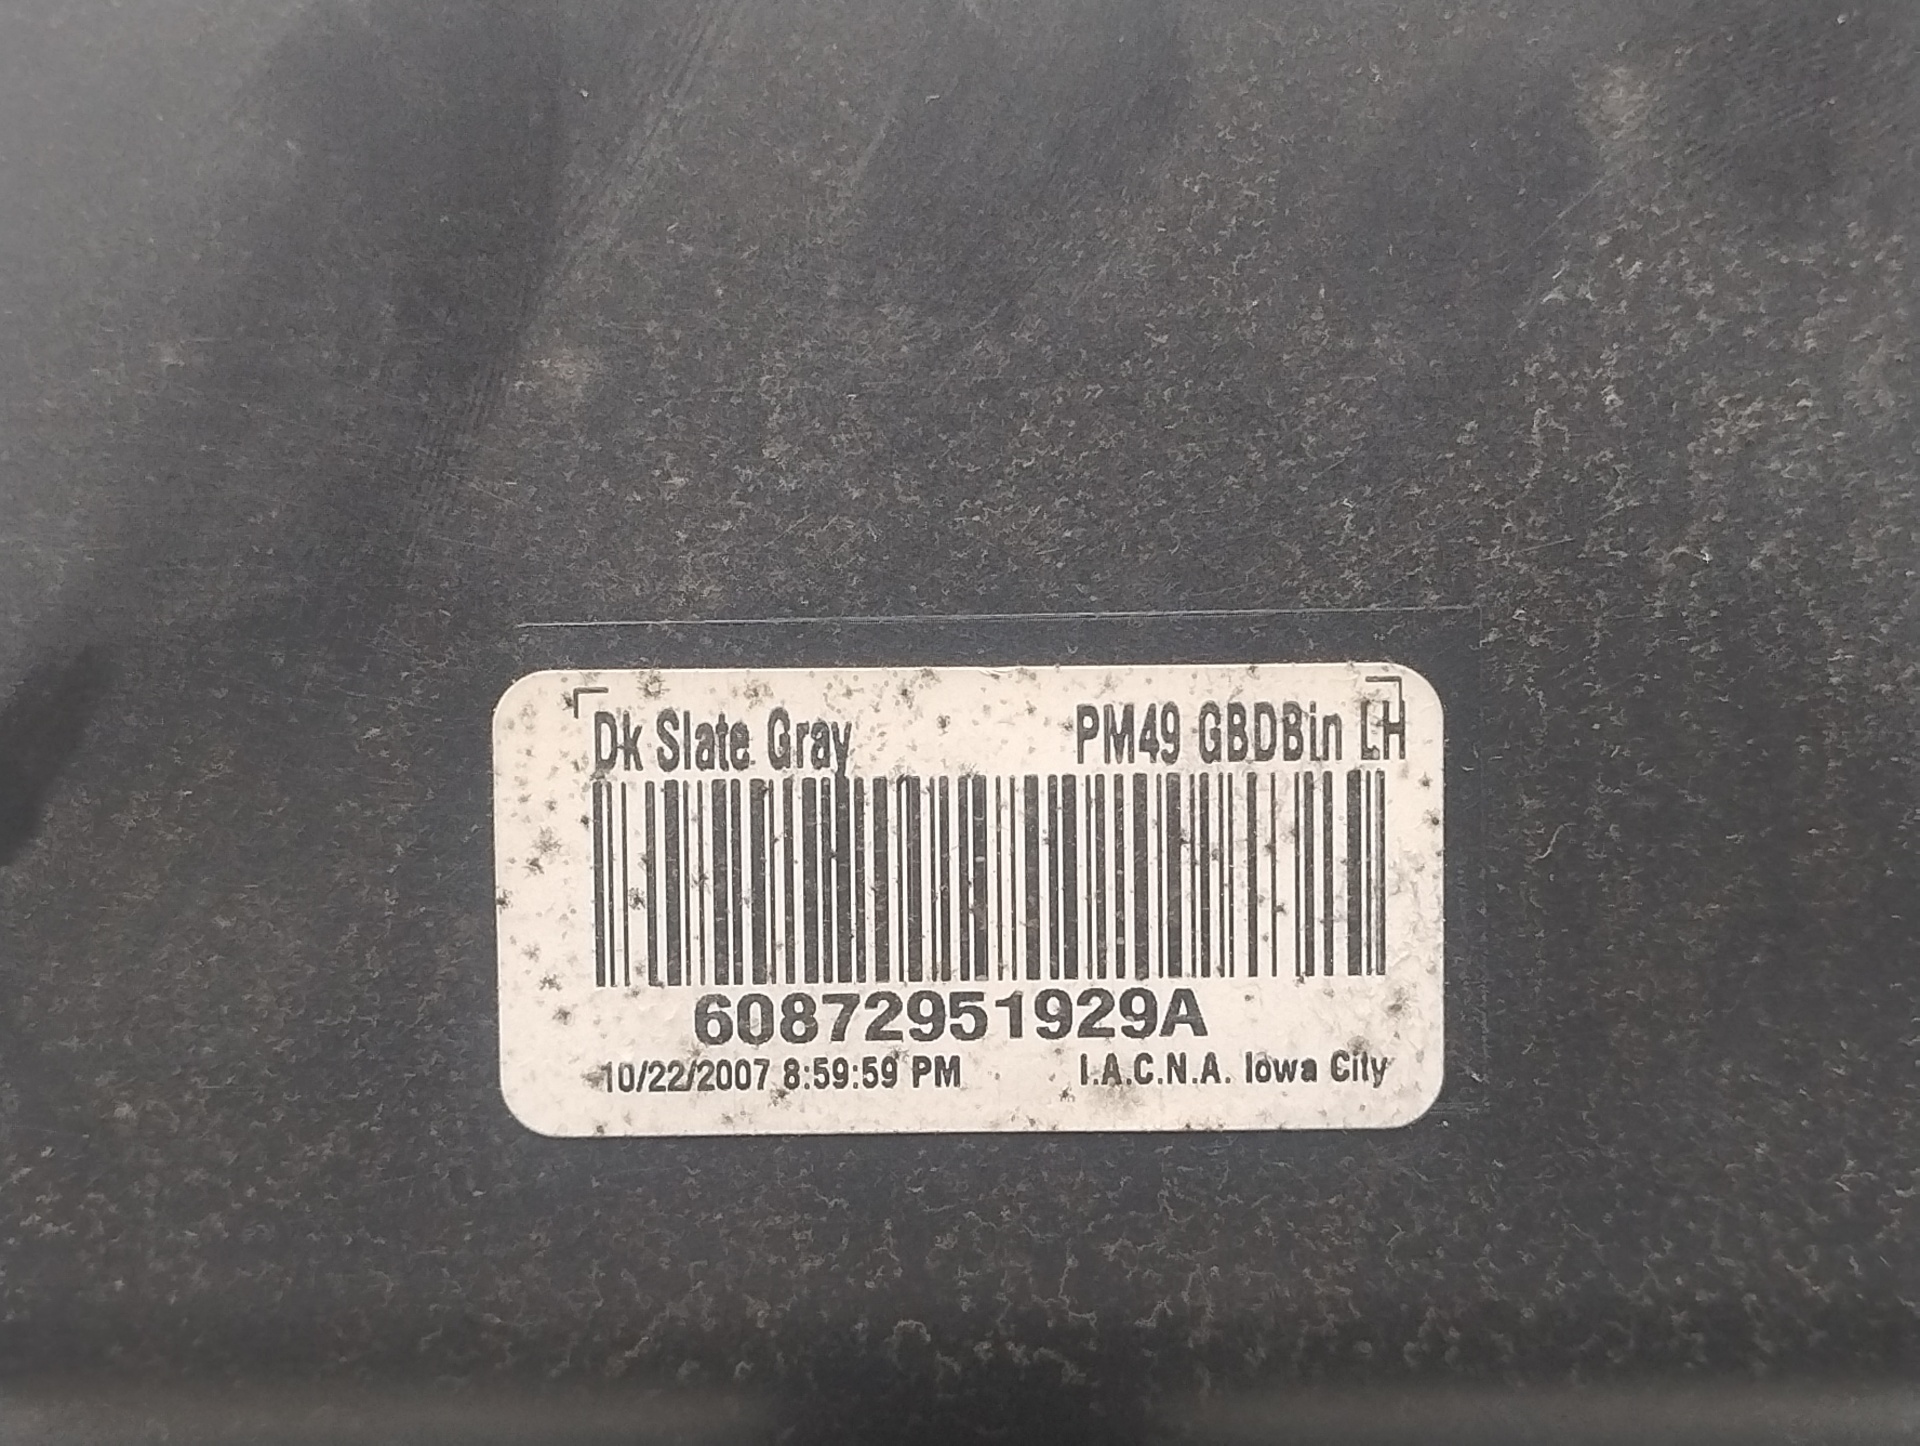 Dk Slate Gray PM49 GBDBin LH
60872951929A
10/22/2007 8:59:59 PM I.A.C.N.A. Iowa City